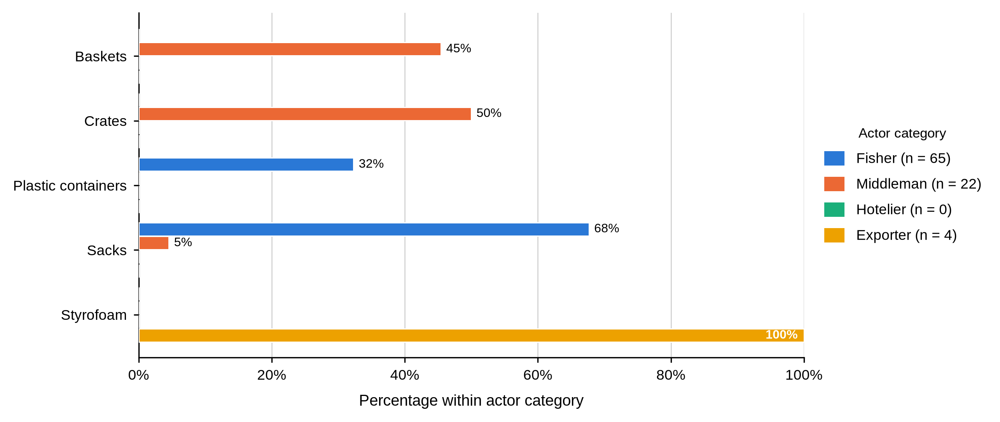 Baskets
45%
Crates
50%
Plastic containers
32%
Sacks
68%
5%
Styrofoam
100%
0%
20%
40%
60%
80%
100%
Percentage within actor category
Actor category
Fisher (n = 65)
Middleman (n = 22)
Hotelier (n = 0)
Exporter (n = 4)